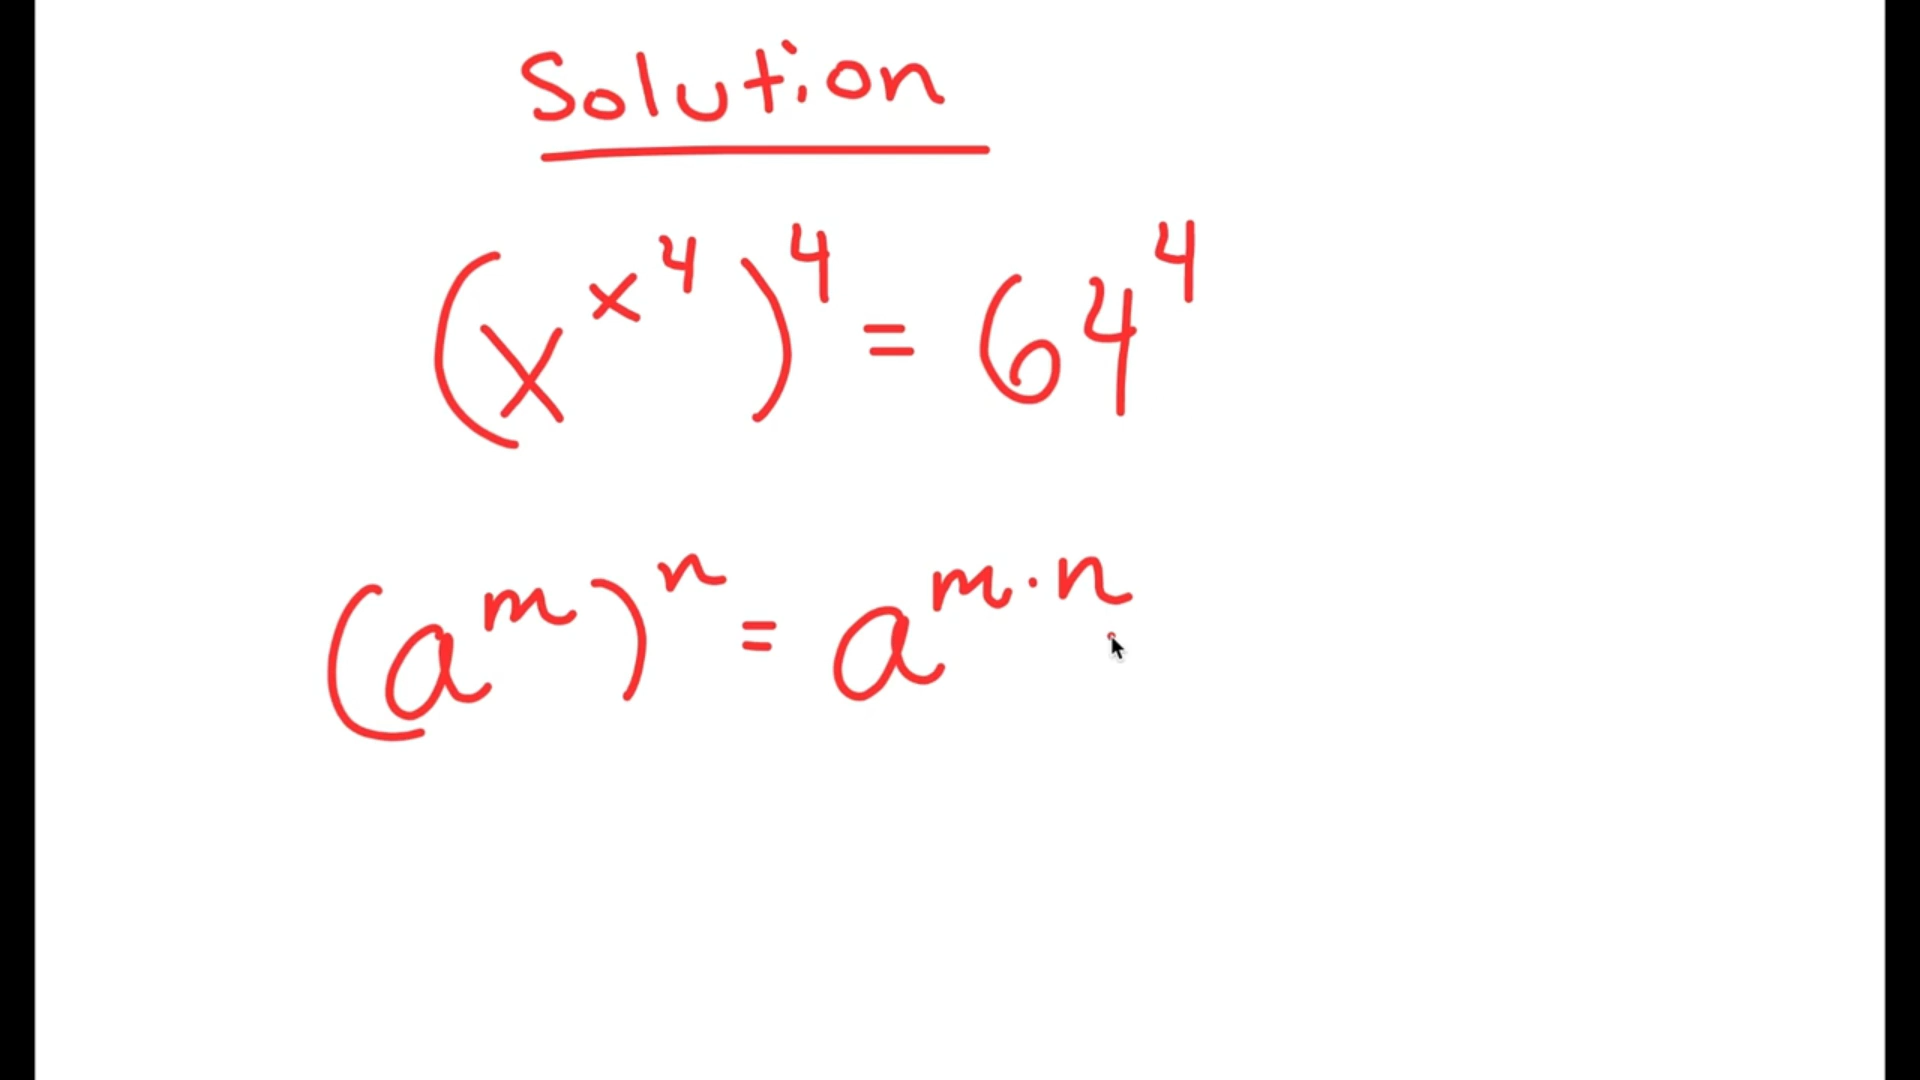 Solution
(x^{x^4})^4 = 64^4
(a^m)^n = a^{m·n}